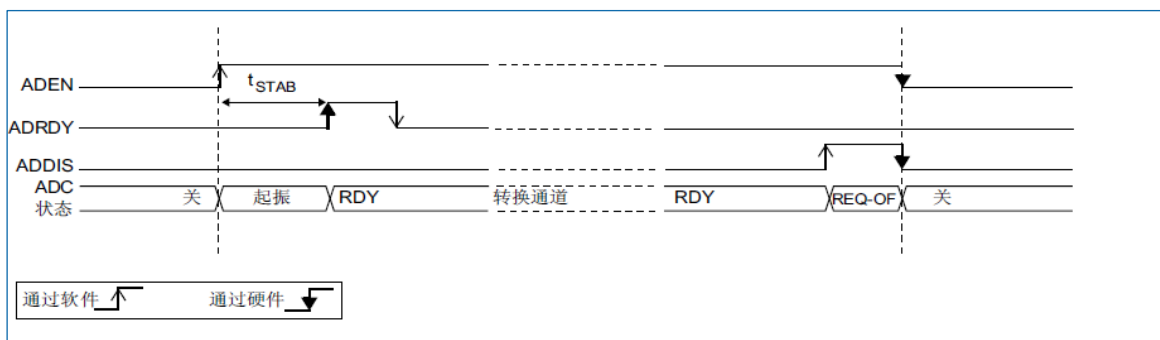 ADEN
tSTAB
ADRDY
ADDIS
ADC
状态
关 起振 RDY 转换通道 RDY REQ-OF 关
通过软件 通过硬件